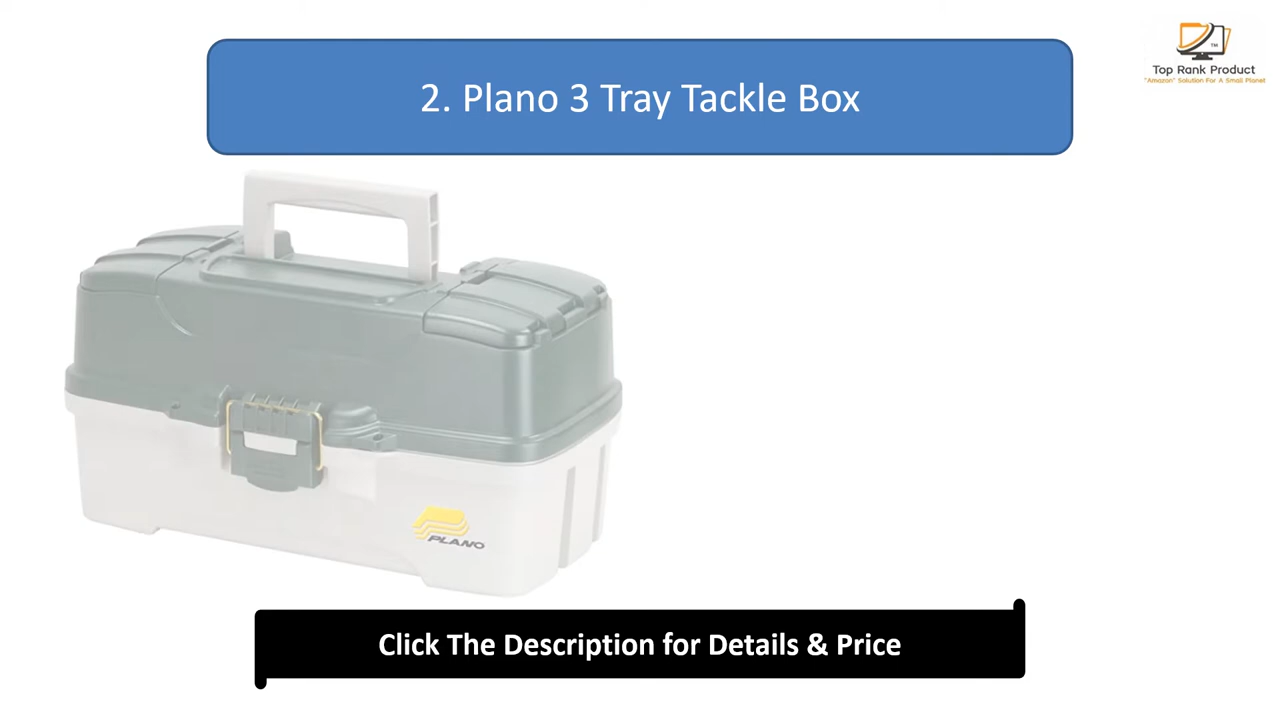 2. Plano 3 Tray Tackle Box
TM
Top Rank Product
"Amazon" Solution For A Small Planet
PLANO
Click The Description for Details & Price